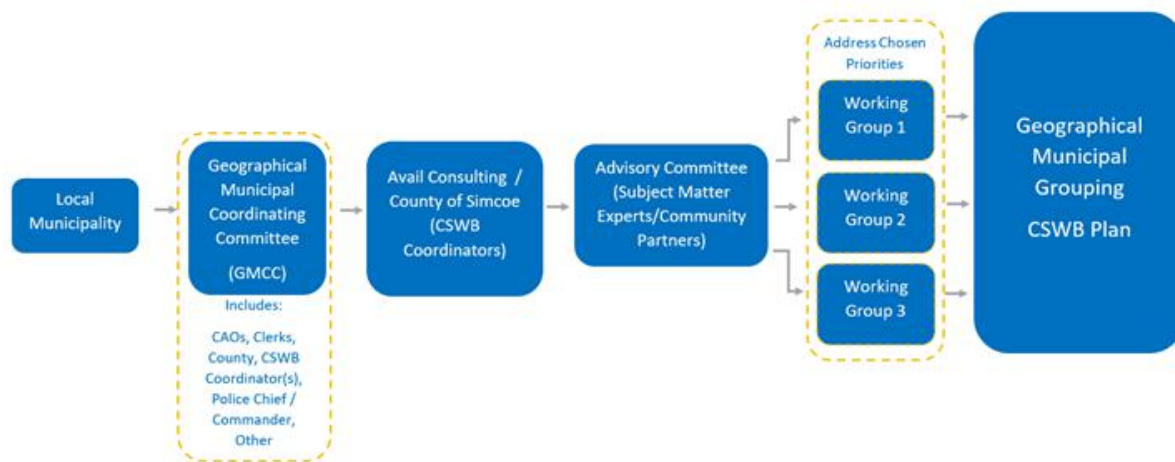 Local
Municipality
Geographical
Municipal
Coordinating
Committee
(GMCC)
Includes:
CAOs, Clerks,
County, CSWB
Coordinator(s),
Police Chief /
Commander,
Other
Avail Consulting /
County of Simcoe
(CSWB
Coordinators)
Advisory Committee
(Subject Matter
Experts/Community
Partners)
Address Chosen
Priorities
Working
Group 1
Working
Group 2
Working
Group 3
Geographical
Municipal
Grouping
CSWB Plan